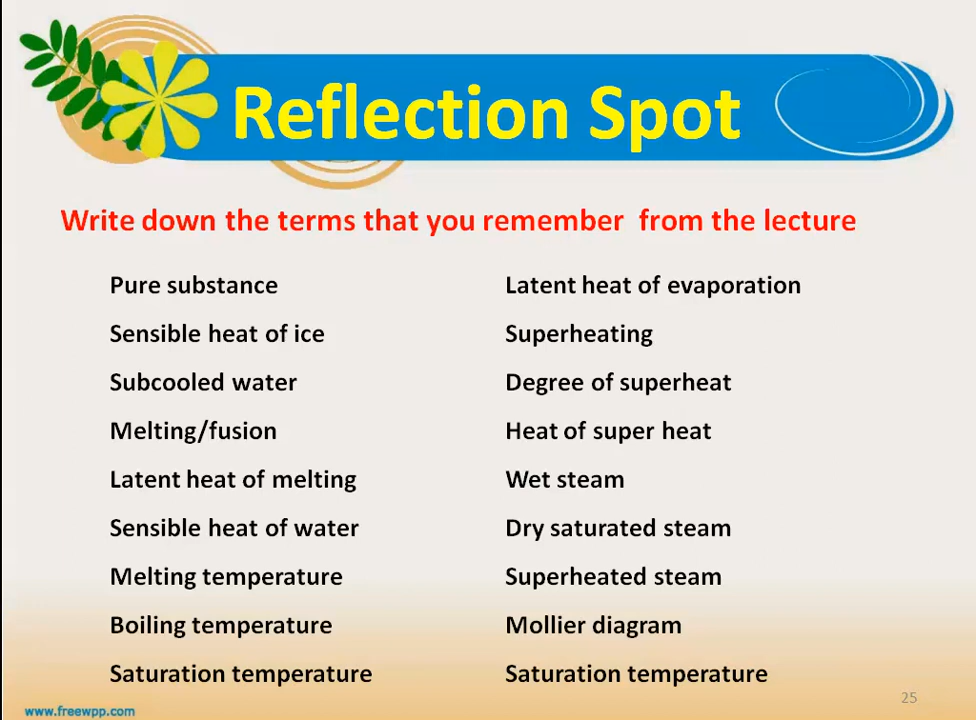 Reflection Spot
Write down the terms that you remember from the lecture
Pure substance
Sensible heat of ice
Subcooled water
Melting/fusion
Latent heat of melting
Sensible heat of water
Melting temperature
Boiling temperature
Saturation temperature
Latent heat of evaporation
Superheating
Degree of superheat
Heat of super heat
Wet steam
Dry saturated steam
Superheated steam
Mollier diagram
Saturation temperature
25
www.freewpp.com